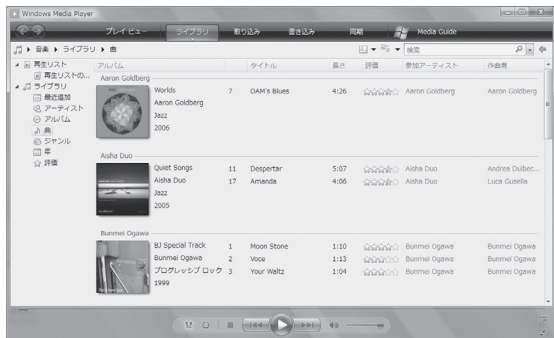 Windows Media Player
プレイ ビュー ライブラリ 取り込み 書き込み 同期 Media Guide
音楽 ▸ ライブラリ ▸ 曲 検索
再生リスト
再生リストの...
ライブラリ
最近追加
アーティスト
アルバム
曲
ジャンル
年
評価
アルバム タイトル 長さ 評価 参加アーティスト 作曲者
Aaron Goldberg
Worlds 7 OAM's Blues 4:26 Aaron Goldberg Aaron Goldberg
Aaron Goldberg
Jazz
2006
Aisha Duo
Quiet Songs 11 Despertar 5:07 Aisha Duo Andrea Dulbec...
Aisha Duo 17 Amanda 4:06 Aisha Duo Luca Gusella
Jazz
2005
Bunmei Ogawa
BJ Special Track 1 Moon Stone 1:10 Bunmei Ogawa Bunmei Ogawa
Bunmei Ogawa 2 Voce 1:13 Bunmei Ogawa Bunmei Ogawa
プログレッシブ ロック 3 Your Waltz 1:04 Bunmei Ogawa Bunmei Ogawa
1999